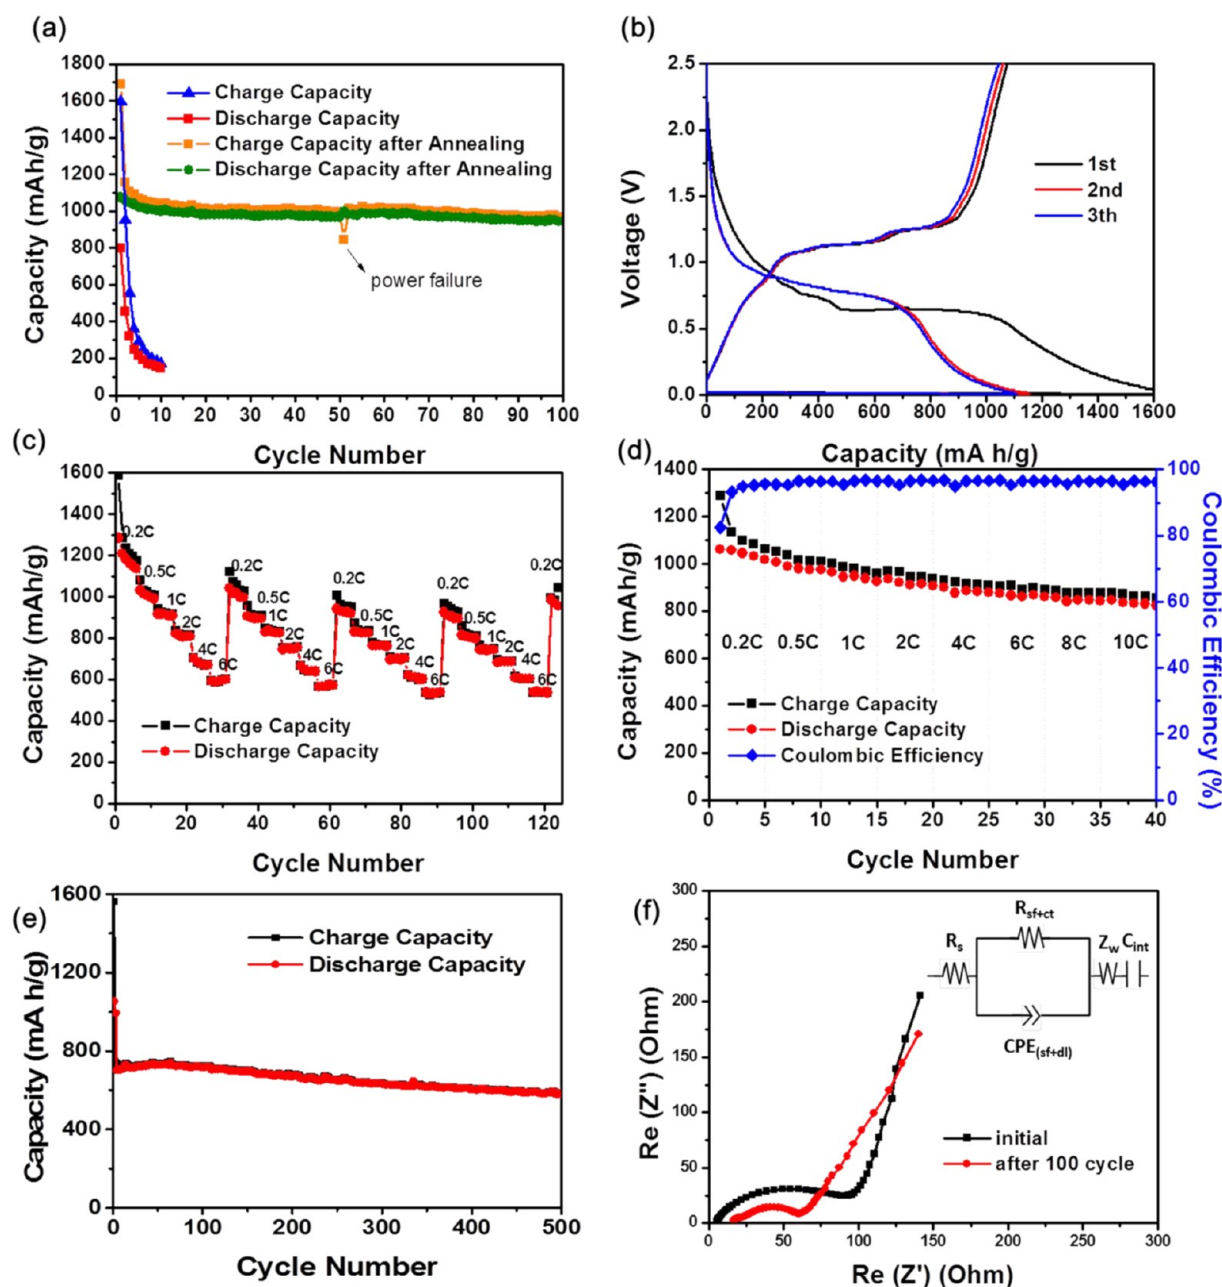 (a)
1800
1600
1400
1200
1000
800
600
400
200
0
Capacity (mAh/g)
Charge Capacity
Discharge Capacity
Charge Capacity after Annealing
Discharge Capacity after Annealing
power failure
0 10 20 30 40 50 60 70 80 90 100
Cycle Number
(b)
2.5
2.0
1.5
1.0
0.5
0.0
Voltage (V)
1st
2nd
3th
0 200 400 600 800 1000 1200 1400 1600
Capacity (mA h/g)
(c)
1600
1400
1200
1000
800
600
400
200
0
Capacity (mAh/g)
0.2C
0.5C
1C
2C
4C
6C
0.2C
0.5C
1C
2C
4C
6C
0.2C
0.5C
1C
2C
4C
6C
0.2C
0.5C
1C
2C
4C
6C
0.2C
Charge Capacity
Discharge Capacity
0 20 40 60 80 100 120
Cycle Number
(d)
1400
1200
1000
800
600
400
200
0
Capacity (mAh/g)
0.2C 0.5C 1C 2C 4C 6C 8C 10C
Charge Capacity
Discharge Capacity
Coulombic Efficiency
100
80
60
40
20
0
Coulombic Efficiency (%)
0 5 10 15 20 25 30 35 40
Cycle Number
(e)
1600
1200
800
400
0
Capacity (mA h/g)
Charge Capacity
Discharge Capacity
0 100 200 300 400 500
Cycle Number
(f)
300
250
200
150
100
50
0
Re (Z") (Ohm)
Rs
Rsf+ct
Zw Cint
CPE(sf+dl)
initial
after 100 cycle
0 50 100 150 200 250 300
Re (Z') (Ohm)